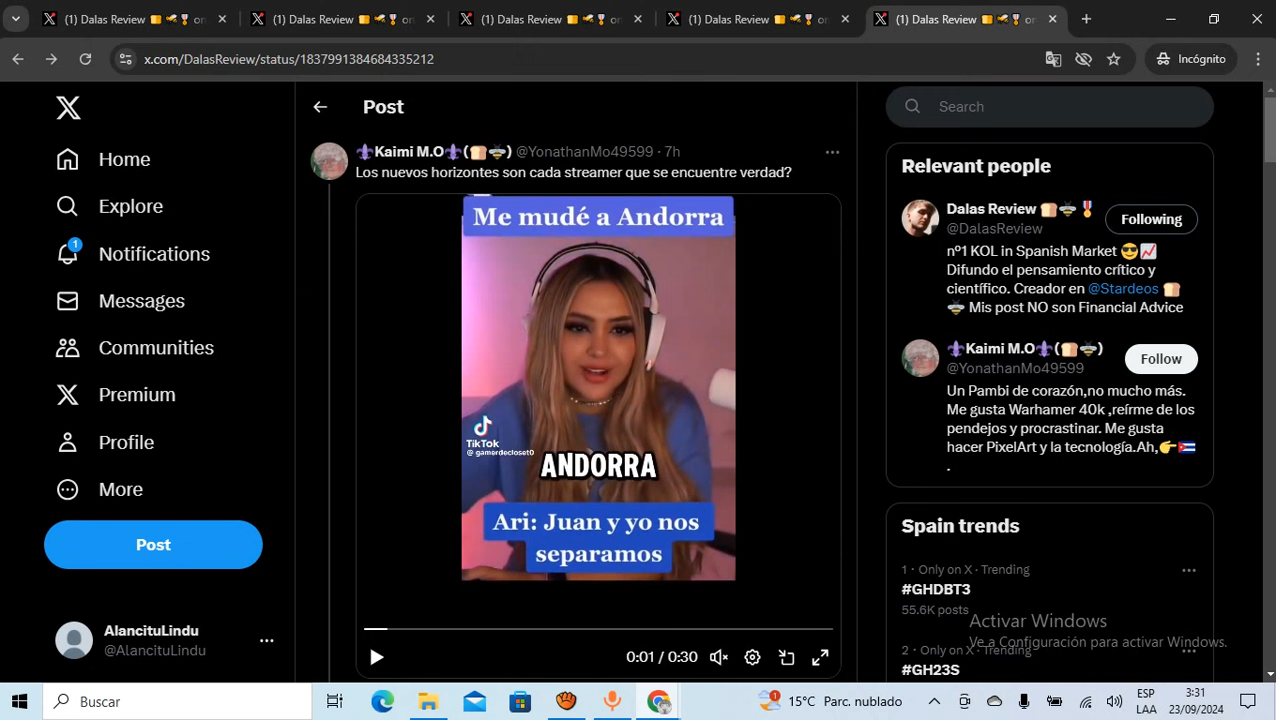 (1) Dalas Review
(1) Dalas Review
(1) Dalas Review
(1) Dalas Review
(1) Dalas Review
x.com/DalasReview/status/1837991384684335212
Incógnito
Home
Explore
1
Notifications
Messages
Communities
Premium
Profile
More
Post
AlancituLindu
@AlancituLindu
Post
⚜️Kaimi M.O⚜️(🍞🐝) @YonathanMo49599 · 7h
Los nuevos horizontes son cada streamer que se encuentre verdad?
Me mudé a Andorra
TikTok
@ gamerdecloset0
ANDORRA
Ari: Juan y yo nos
separamos
0:01 / 0:30
Search
Relevant people
Dalas Review 🍞🐝🎖️
@DalasReview
Following
nº1 KOL in Spanish Market 😎📈
Difundo el pensamiento crítico y
científico. Creador en @Stardeos 🍞
🐝 Mis post NO son Financial Advice
⚜️Kaimi M.O⚜️(🍞🐝)
@YonathanMo49599
Follow
Un Pambi de corazón,no mucho más.
Me gusta Warhamer 40k ,reírme de los
pendejos y procrastinar. Me gusta
hacer PixelArt y la tecnología.Ah,👉🇨🇺
.
Spain trends
1 · Only on X · Trending
#GHDBT3
55.6K posts
2 · Only on X · Trending
#GH23S
Activar Windows
Ve a Configuración para activar Windows.
Buscar
15°C Parc. nublado
ESP
LAA
3:31
23/09/2024